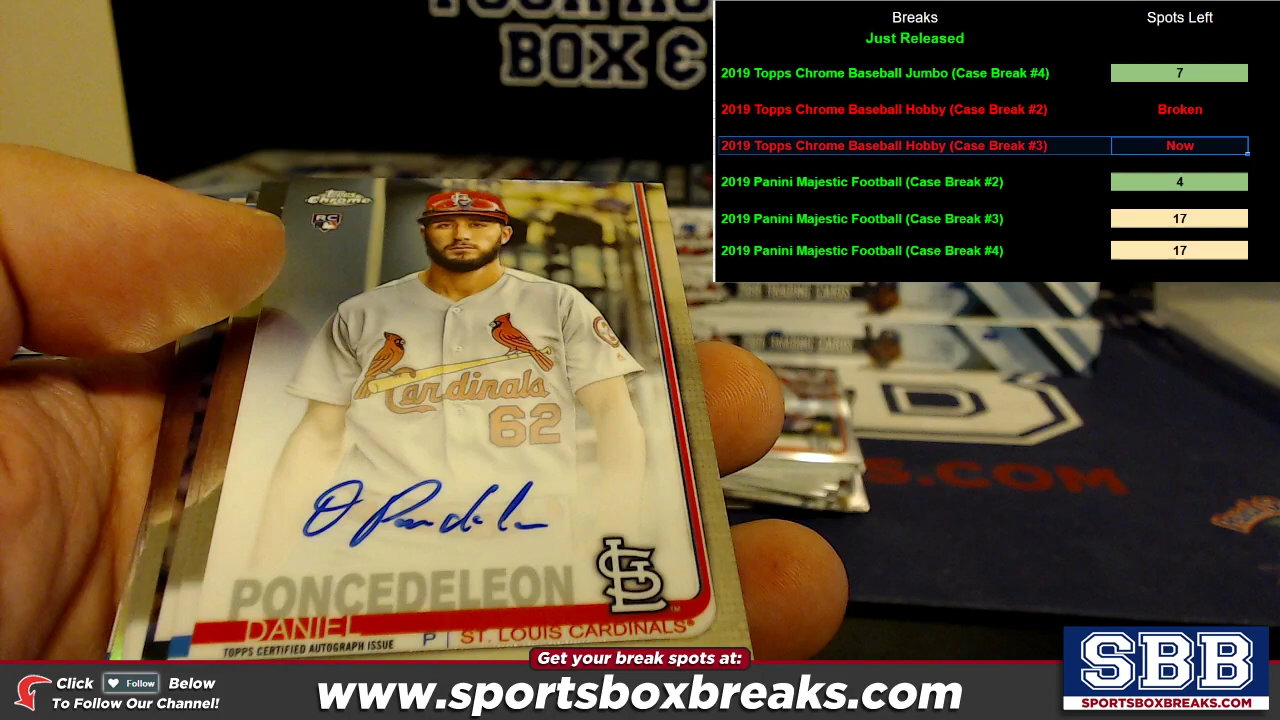 BOX &
Breaks Spots Left
Just Released
2019 Topps Chrome Baseball Jumbo (Case Break #4) 7
2019 Topps Chrome Baseball Hobby (Case Break #2) Broken
2019 Topps Chrome Baseball Hobby (Case Break #3) Now
2019 Panini Majestic Football (Case Break #2) 4
2019 Panini Majestic Football (Case Break #3) 17
2019 Panini Majestic Football (Case Break #4) 17
Topps
Chrome
RC
Cardinals
62
PONCEDELEON
DANIEL
TOPPS CERTIFIED AUTOGRAPH ISSUE P ST. LOUIS CARDINALS®
STL
TRADING CARDS
S.COM
Get your break spots at:
Click Follow Below
To Follow Our Channel!
www.sportsboxbreaks.com
SBB
SPORTSBOXBREAKS.COM